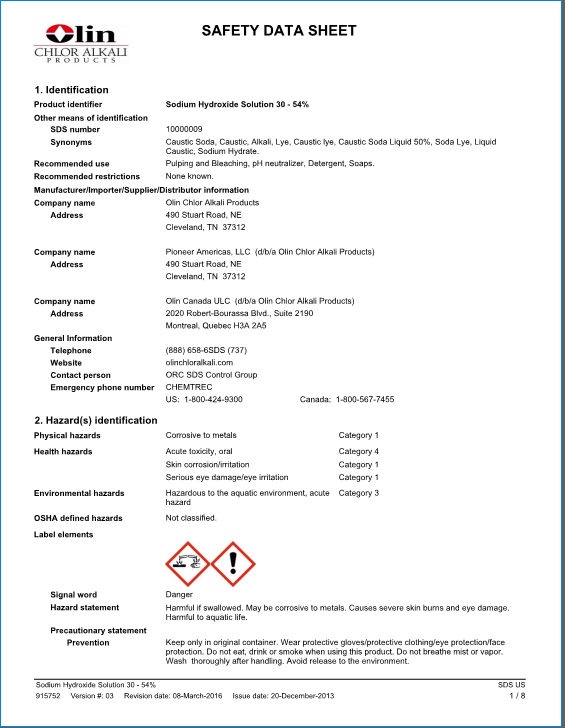 Olin
CHLOR ALKALI
PRODUCTS
SAFETY DATA SHEET
1. Identification
Product identifier Sodium Hydroxide Solution 30 - 54%
Other means of identification
SDS number 10000009
Synonyms Caustic Soda, Caustic, Alkali, Lye, Caustic lye, Caustic Soda Liquid 50%, Soda Lye, Liquid
Caustic, Sodium Hydrate.
Recommended use Pulping and Bleaching, pH neutralizer, Detergent, Soaps.
Recommended restrictions None known.
Manufacturer/Importer/Supplier/Distributor information
Company name Olin Chlor Alkali Products
Address 490 Stuart Road, NE
Cleveland, TN 37312
Company name Pioneer Americas, LLC (d/b/a Olin Chlor Alkali Products)
Address 490 Stuart Road, NE
Cleveland, TN 37312
Company name Olin Canada ULC (d/b/a Olin Chlor Alkali Products)
Address 2020 Robert-Bourassa Blvd., Suite 2190
Montreal, Quebec H3A 2A5
General Information
Telephone (888) 658-6SDS (737)
Website olinchloralkali.com
Contact person ORC SDS Control Group
Emergency phone number CHEMTREC
US: 1-800-424-9300 Canada: 1-800-567-7455
2. Hazard(s) identification
Physical hazards Corrosive to metals Category 1
Health hazards Acute toxicity, oral Category 4
Skin corrosion/irritation Category 1
Serious eye damage/eye irritation Category 1
Environmental hazards Hazardous to the aquatic environment, acute Category 3
hazard
OSHA defined hazards Not classified.
Label elements
Signal word Danger
Hazard statement Harmful if swallowed. May be corrosive to metals. Causes severe skin burns and eye damage.
Harmful to aquatic life.
Precautionary statement
Prevention Keep only in original container. Wear protective gloves/protective clothing/eye protection/face
protection. Do not eat, drink or smoke when using this product. Do not breathe mist or vapor.
Wash thoroughly after handling. Avoid release to the environment.
Sodium Hydroxide Solution 30 - 54% SDS US
915752 Version #: 03 Revision date: 08-March-2016 Issue date: 20-December-2013 1 / 8